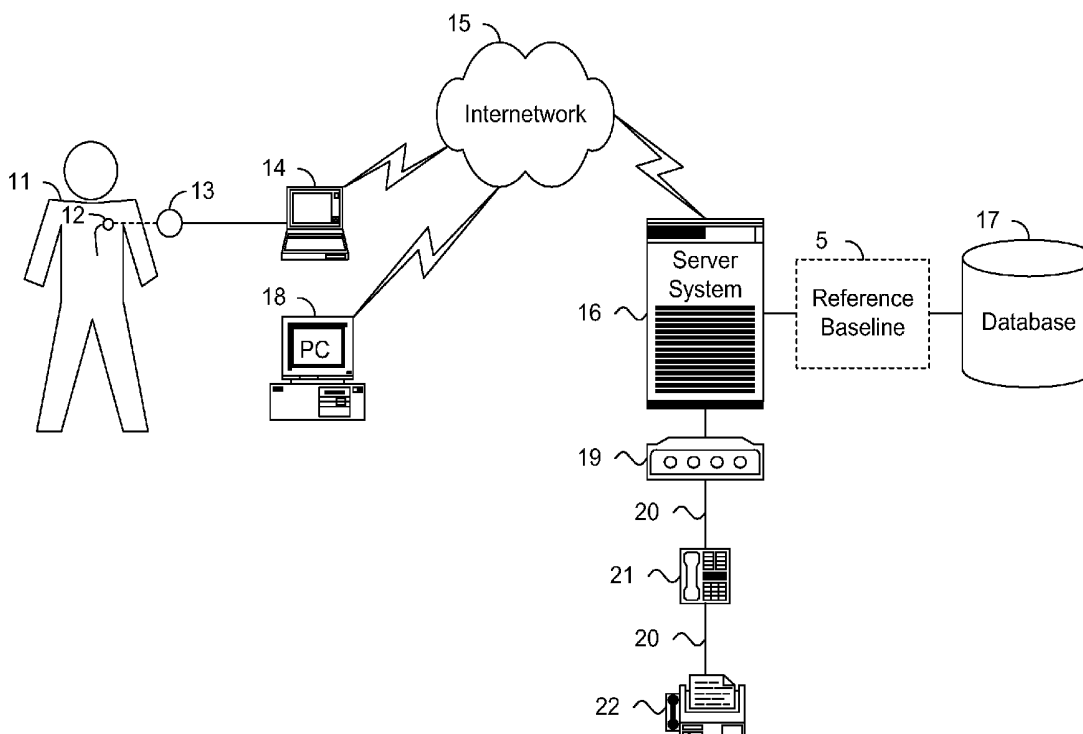 15
Internetwork
14
13
11
12
18
PC
17
5
Server
System
Reference
Baseline
Database
16
19
20
21
20
22